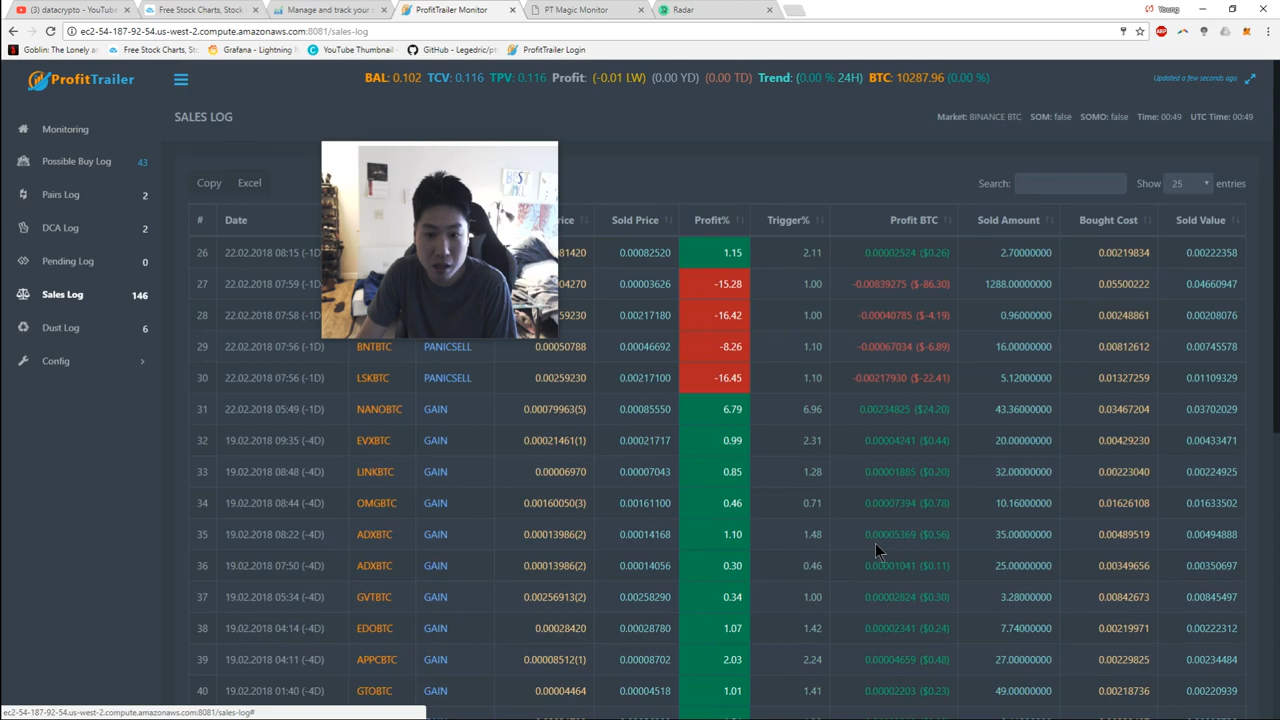 (3) datacrypto - YouTub
Free Stock Charts, Stock
Manage and track your c
ProfitTrailer Monitor
PT Magic Monitor
Radar
Young
ec2-54-187-92-54.us-west-2.compute.amazonaws.com:8081/sales-log
Goblin: The Lonely a
Free Stock Charts, S
Grafana - Lightning
YouTube Thumbnail
GitHub - Legedric/pt
ProfitTrailer Login
ProfitTrailer
BAL: 0.102 TCV: 0.116 TPV: 0.116 Profit: (-0.01 LW) (0.00 YD) (0.00 TD) Trend: (0.00 % 24H) BTC: 10287.96 (0.00 %)
Updated a few seconds ago
SALES LOG
Market: BINANCE BTC SOM: false SOMO: false Time: 00:49 UTC Time: 00:49
Monitoring
Possible Buy Log 43
Pairs Log 2
DCA Log 2
Pending Log 0
Sales Log 146
Dust Log 6
Config
Copy Excel
Search:
Show 25 entries
# Date rice Sold Price Profit% Trigger% Profit BTC Sold Amount Bought Cost Sold Value
26 22.02.2018 08:15 (-1D) 81420 0.00082520 1.15 2.11 0.00002524 ($0.26) 2.70000000 0.00219834 0.00222358
27 22.02.2018 07:59 (-1D) 04270 0.00003626 -15.28 1.00 -0.00839275 ($-86.30) 1288.00000000 0.05500222 0.04660947
28 22.02.2018 07:58 (-1D) 59230 0.00217180 -16.42 1.00 -0.00040785 ($-4.19) 0.96000000 0.00248861 0.00208076
29 22.02.2018 07:56 (-1D) BNTBTC PANICSELL 0.00050788 0.00046692 -8.26 1.10 -0.00067034 ($-6.89) 16.00000000 0.00812612 0.00745578
30 22.02.2018 07:56 (-1D) LSKBTC PANICSELL 0.00259230 0.00217100 -16.45 1.10 -0.00217930 ($-22.41) 5.12000000 0.01327259 0.01109329
31 22.02.2018 05:49 (-1D) NANOBTC GAIN 0.00079963(5) 0.00085550 6.79 6.96 0.00234825 ($24.20) 43.36000000 0.03467204 0.03702029
32 19.02.2018 09:35 (-4D) EVXBTC GAIN 0.00021461(1) 0.00021717 0.99 2.31 0.00004241 ($0.44) 20.00000000 0.00429230 0.00433471
33 19.02.2018 08:48 (-4D) LINKBTC GAIN 0.00006970 0.00007043 0.85 1.28 0.00001885 ($0.20) 32.00000000 0.00223040 0.00224925
34 19.02.2018 08:44 (-4D) OMGBTC GAIN 0.00160050(3) 0.00161100 0.46 0.71 0.00007394 ($0.78) 10.16000000 0.01626108 0.01633502
35 19.02.2018 08:22 (-4D) ADXBTC GAIN 0.00013986(2) 0.00014168 1.10 1.48 0.00005369 ($0.56) 35.00000000 0.00489519 0.00494888
36 19.02.2018 07:50 (-4D) ADXBTC GAIN 0.00013986(2) 0.00014056 0.30 0.46 0.00001041 ($0.11) 25.00000000 0.00349656 0.00350697
37 19.02.2018 05:34 (-4D) GVTBTC GAIN 0.00256913(2) 0.00258290 0.34 1.00 0.00002824 ($0.30) 3.28000000 0.00842673 0.00845497
38 19.02.2018 04:14 (-4D) EDOBTC GAIN 0.00028420 0.00028780 1.07 1.42 0.00002341 ($0.24) 7.74000000 0.00219971 0.00222312
39 19.02.2018 04:11 (-4D) APPCBTC GAIN 0.00008512(1) 0.00008702 2.03 2.24 0.00004659 ($0.48) 27.00000000 0.00229825 0.00234484
40 19.02.2018 01:40 (-4D) GTOBTC GAIN 0.00004464 0.00004518 1.01 1.41 0.00002203 ($0.23) 49.00000000 0.00218736 0.00220939
ec2-54-187-92-54.us-west-2.compute.amazonaws.com:8081/sales-log#